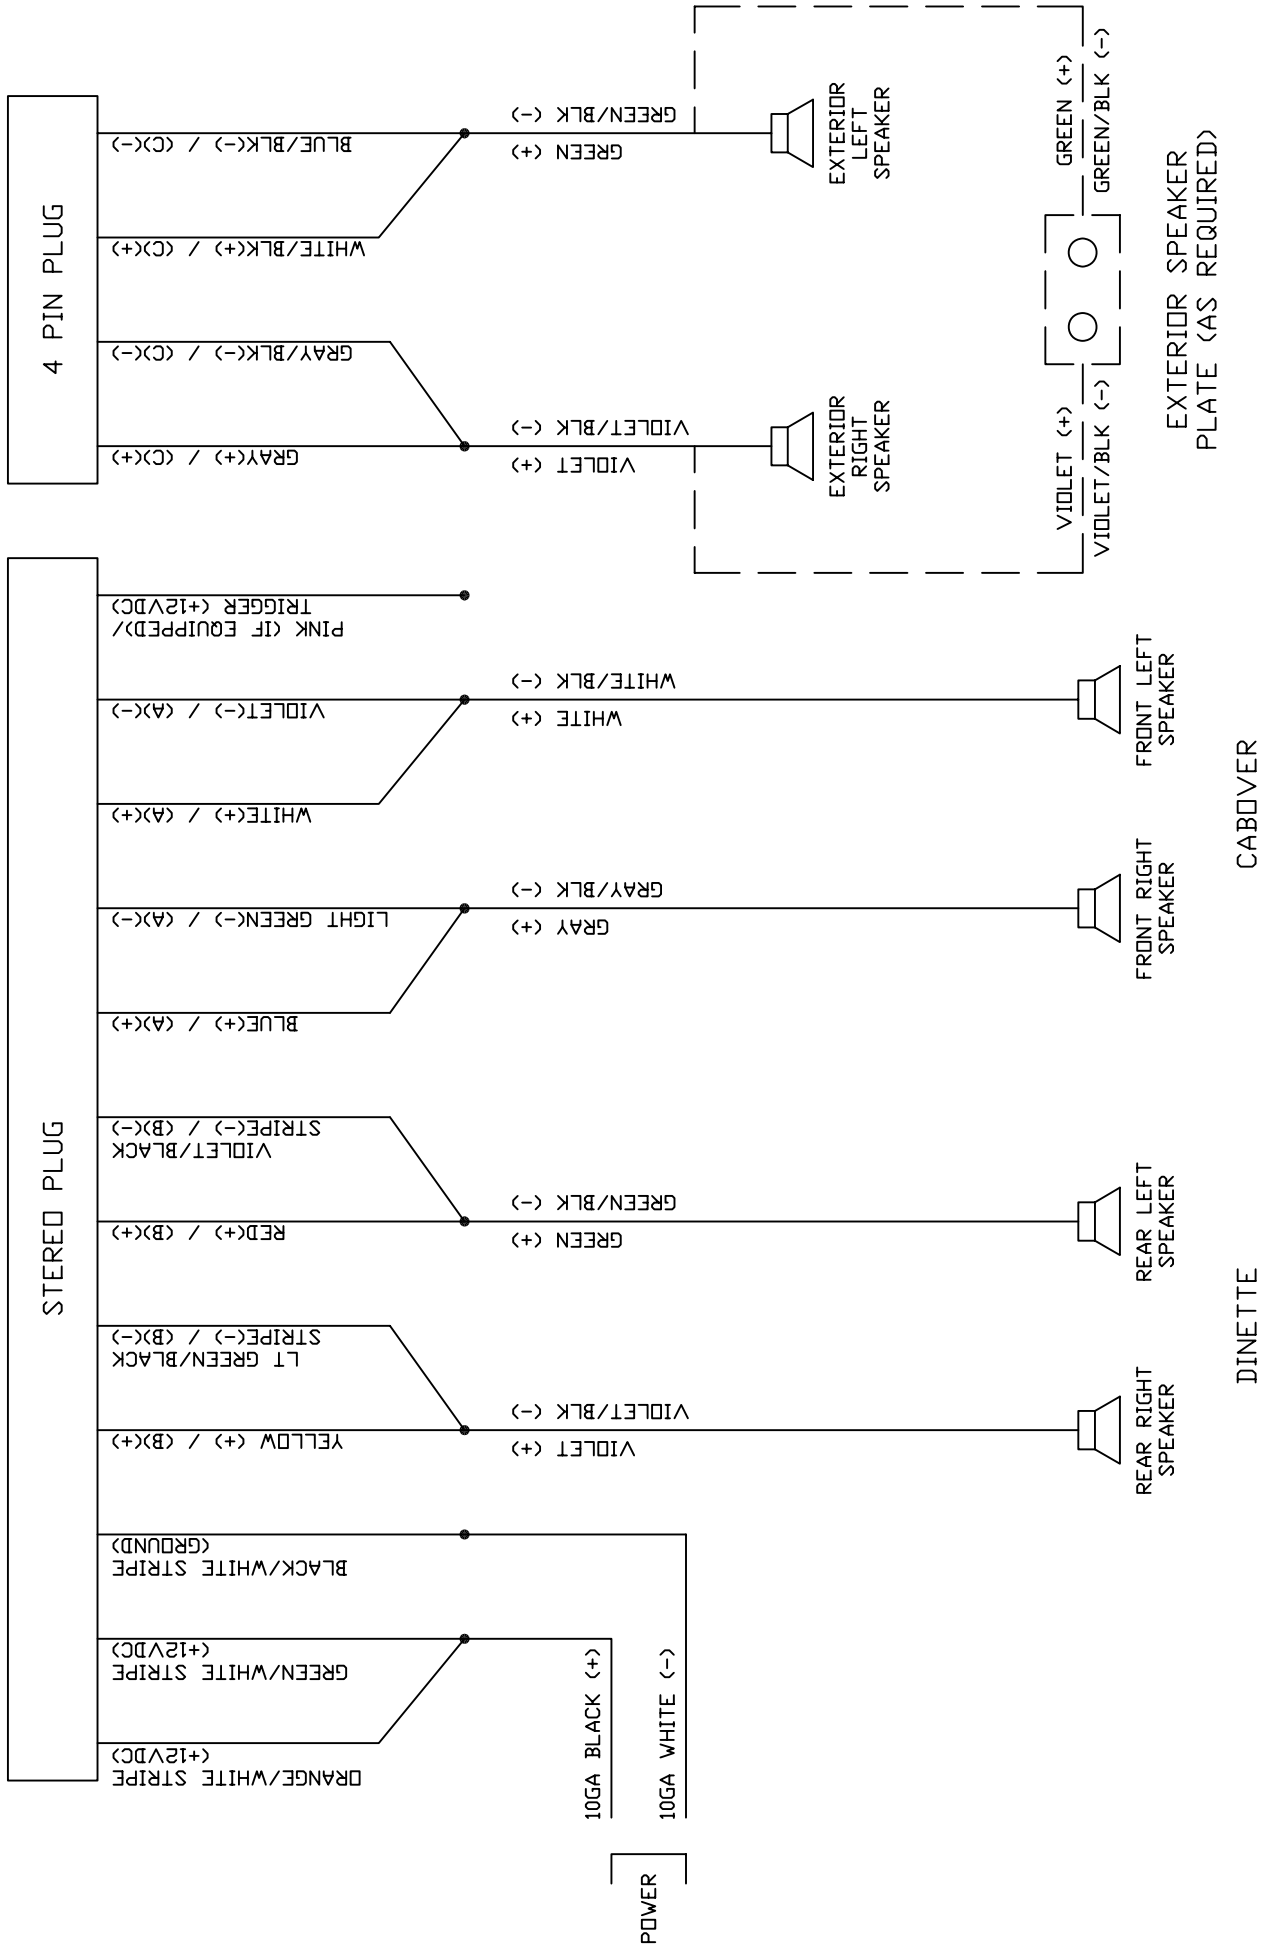 4 PIN PLUG
BLUE/BLK(-) / (C)(-)
WHITE/BLK(+) / (C)(+)
GRAY/BLK(-) / (C)(-)
GRAY(+) / (C)(+)
GREEN/BLK (-)
GREEN (+)
VIOLET/BLK (-)
VIOLET (+)
EXTERIOR
LEFT
SPEAKER
EXTERIOR
RIGHT
SPEAKER
GREEN (+)
GREEN/BLK (-)
VIOLET (+)
VIOLET/BLK (-)
EXTERIOR SPEAKER
PLATE (AS REQUIRED)
STEREO PLUG
PINK (IF EQUIPPED)/
TRIGGER (+12VDC)
VIOLET(-) / (A)(-)
WHITE(+) / (A)(+)
LIGHT GREEN(-) / (A)(-)
BLUE(+) / (A)(+)
VIOLET/BLACK
STRIPE(-) / (B)(-)
RED(+) / (B)(+)
LT GREEN/BLACK
STRIPE(-) / (B)(-)
YELLOW (+) / (B)(+)
BLACK/WHITE STRIPE
(GROUND)
GREEN/WHITE STRIPE
(+12VDC)
ORANGE/WHITE STRIPE
(+12VDC)
WHITE/BLK (-)
WHITE (+)
GRAY/BLK (-)
GRAY (+)
GREEN/BLK (-)
GREEN (+)
VIOLET/BLK (-)
VIOLET (+)
10GA BLACK (+)
10GA WHITE (-)
POWER
FRONT LEFT
SPEAKER
FRONT RIGHT
SPEAKER
CABOVER
REAR LEFT
SPEAKER
REAR RIGHT
SPEAKER
DINETTE